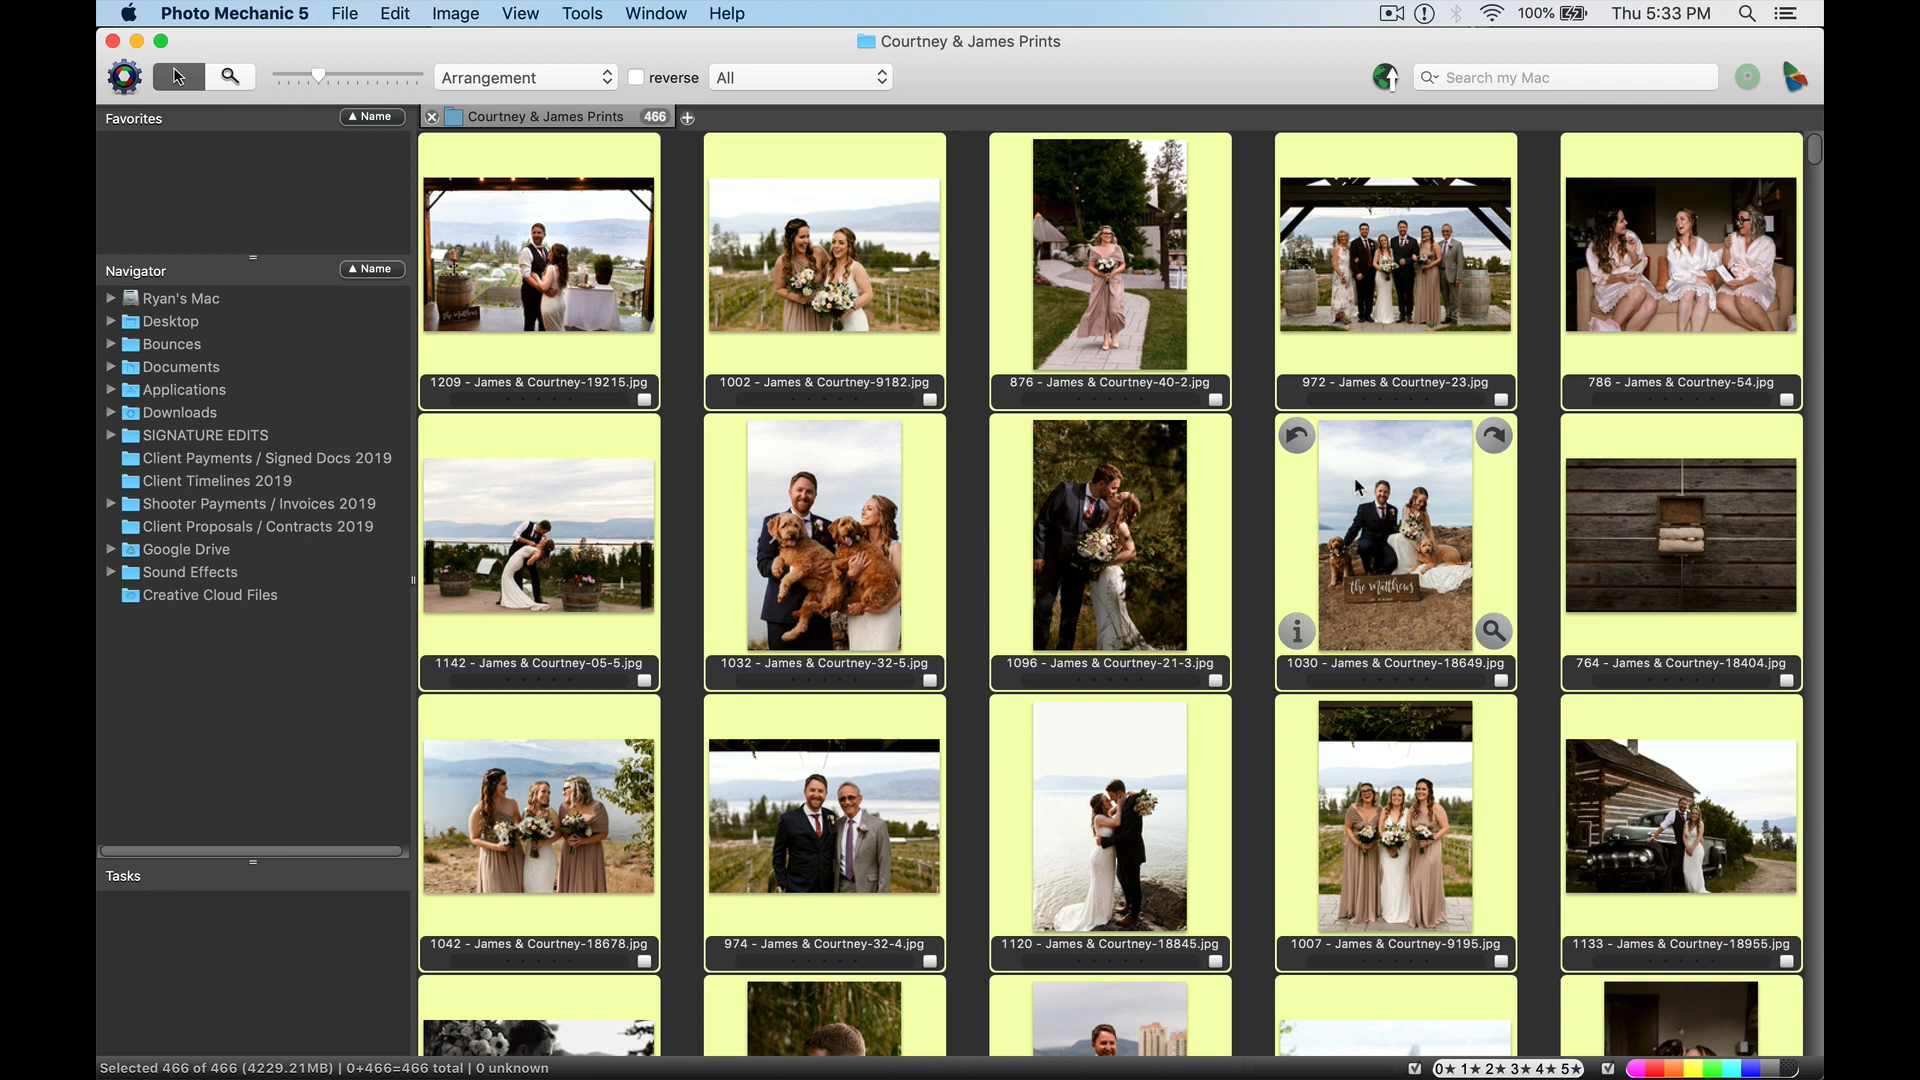 Photo Mechanic 5 File Edit Image View Tools Window Help 100% Thu 5:33 PM
Courtney & James Prints
Arrangement reverse All Search my Mac
Favorites ▲ Name
Courtney & James Prints 466
Navigator ▲ Name
Ryan's Mac
Desktop
Bounces
Documents
Applications
Downloads
SIGNATURE EDITS
Client Payments / Signed Docs 2019
Client Timelines 2019
Shooter Payments / Invoices 2019
Client Proposals / Contracts 2019
Google Drive
Sound Effects
Creative Cloud Files
Tasks
1209 - James & Courtney-19215.jpg
1002 - James & Courtney-9182.jpg
876 - James & Courtney-40-2.jpg
972 - James & Courtney-23.jpg
786 - James & Courtney-54.jpg
the Matthews
1142 - James & Courtney-05-5.jpg
1032 - James & Courtney-32-5.jpg
1096 - James & Courtney-21-3.jpg
1030 - James & Courtney-18649.jpg
764 - James & Courtney-18404.jpg
1042 - James & Courtney-18678.jpg
974 - James & Courtney-32-4.jpg
1120 - James & Courtney-18845.jpg
1007 - James & Courtney-9195.jpg
1133 - James & Courtney-18955.jpg
Selected 466 of 466 (4229.21MB) | 0+466=466 total | 0 unknown
0★ 1★ 2★ 3★ 4★ 5★